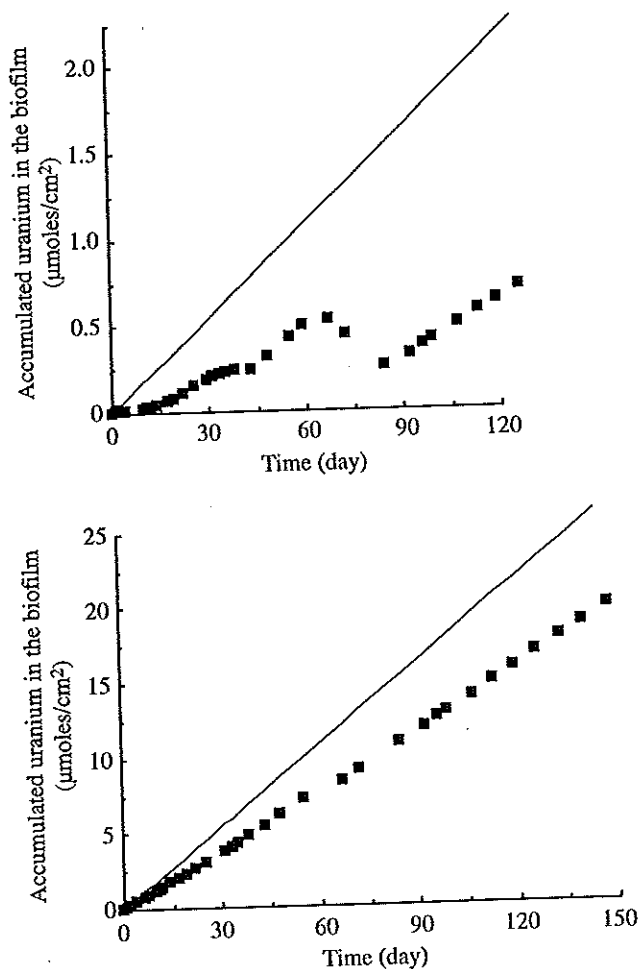 2.0
1.5
1.0
0.5
0
Accumulated uranium in the biofilm
(μmoles/cm²)
0 30 60 90 120
Time (day)
25
20
15
10
5
0
Accumulated uranium in the biofilm
(μmoles/cm²)
0 30 60 90 120 150
Time (day)